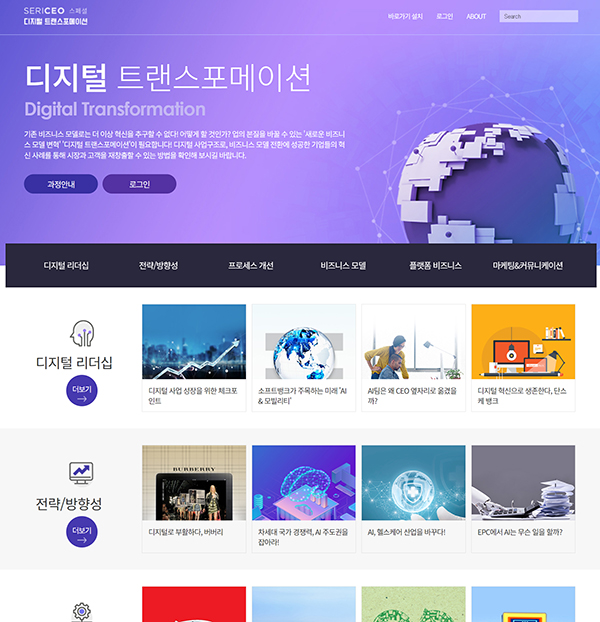 SERICEO 스페셜
디지털 트랜스포메이션
바로가기 설치 로그인 ABOUT Search
디지털 트랜스포메이션
Digital Transformation
기존 비즈니스 모델로는 더 이상 혁신을 추구할 수 없다! 어떻게 할 것인가? 업의 본질을 바꿀 수 있는 '새로운 비즈니
스 모델 변혁' '디지털 트랜스포메이션'이 필요합니다! 디지털 사업구조로, 비즈니스 모델 전환에 성공한 기업들의 혁
신 사례를 통해 시장과 고객을 재창출할 수 있는 방법을 확인해 보시길 바랍니다.
과정안내 로그인
디지털 리더십 전략/방향성 프로세스 개선 비즈니스 모델 플랫폼 비즈니스 마케팅&커뮤니케이션
디지털 리더십
더보기
디지털 사업 성장을 위한 체크포
인트
소프트뱅크가 주목하는 미래 'AI
& 모빌리티'
AI팀은 왜 CEO 옆자리로 옮겼을
까?
디지털 혁신으로 생존한다, 단스
케 뱅크
전략/방향성
더보기
BURBERRY
디지털로 부활하다, 버버리
차세대 국가 경쟁력, AI 주도권을
잡아라!
AI, 헬스케어 산업을 바꾸다!
EPC에서 AI는 무슨 일을 할까?